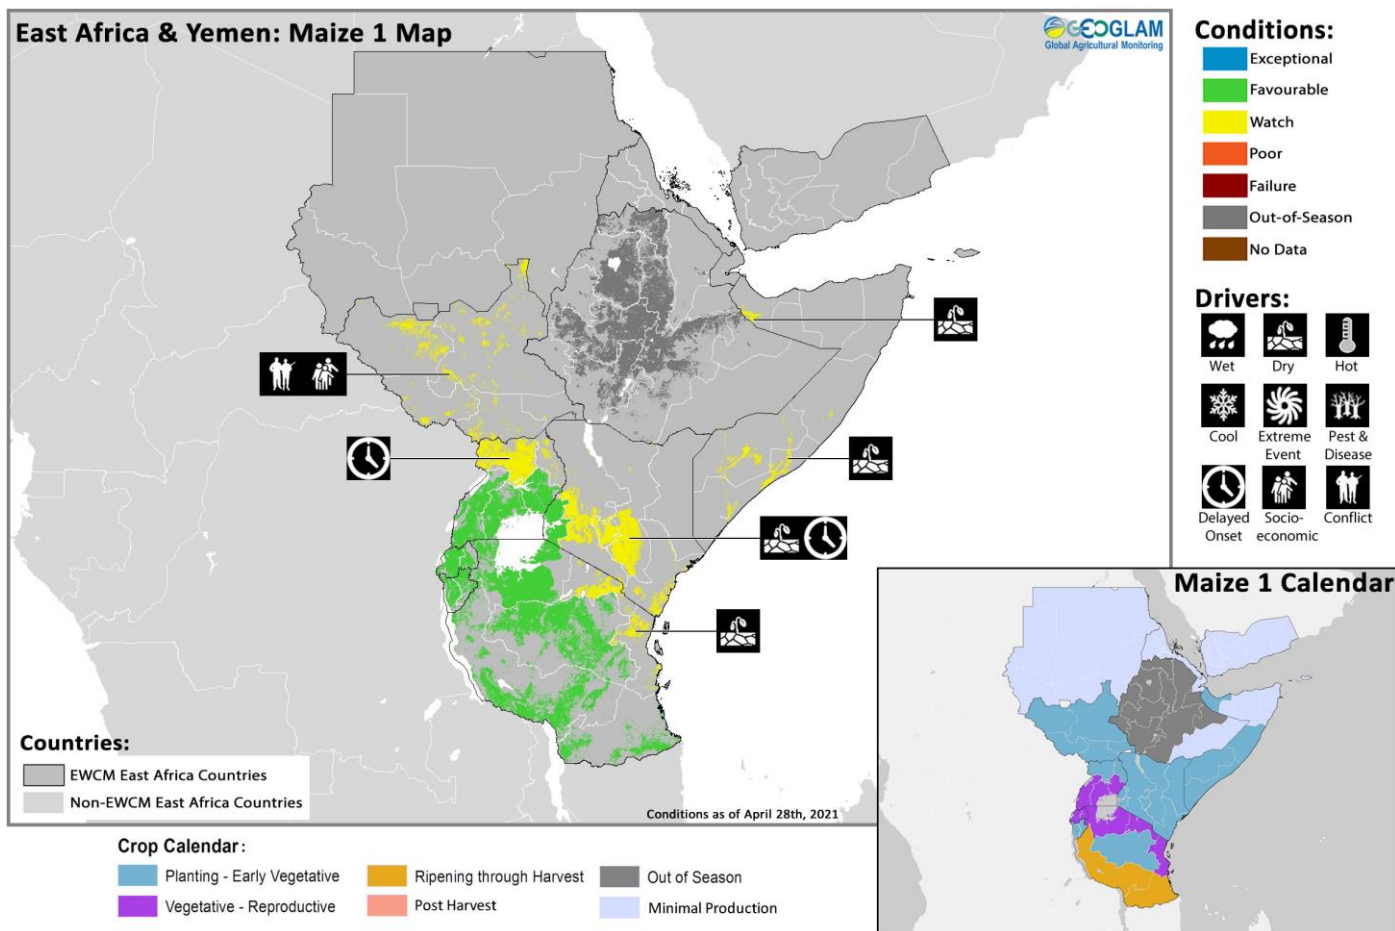 East Africa & Yemen: Maize 1 Map
GEOGLAM
Global Agricultural Monitoring
Conditions:
Exceptional
Favourable
Watch
Poor
Failure
Out-of-Season
No Data
Drivers:
Wet
Dry
Hot
Cool
Extreme
Event
Pest &
Disease
Delayed
Onset
Socio-
economic
Conflict
Countries:
EWCM East Africa Countries
Non-EWCM East Africa Countries
Conditions as of April 28th, 2021
Maize 1 Calendar
Crop Calendar:
Planting - Early Vegetative
Ripening through Harvest
Out of Season
Vegetative - Reproductive
Post Harvest
Minimal Production